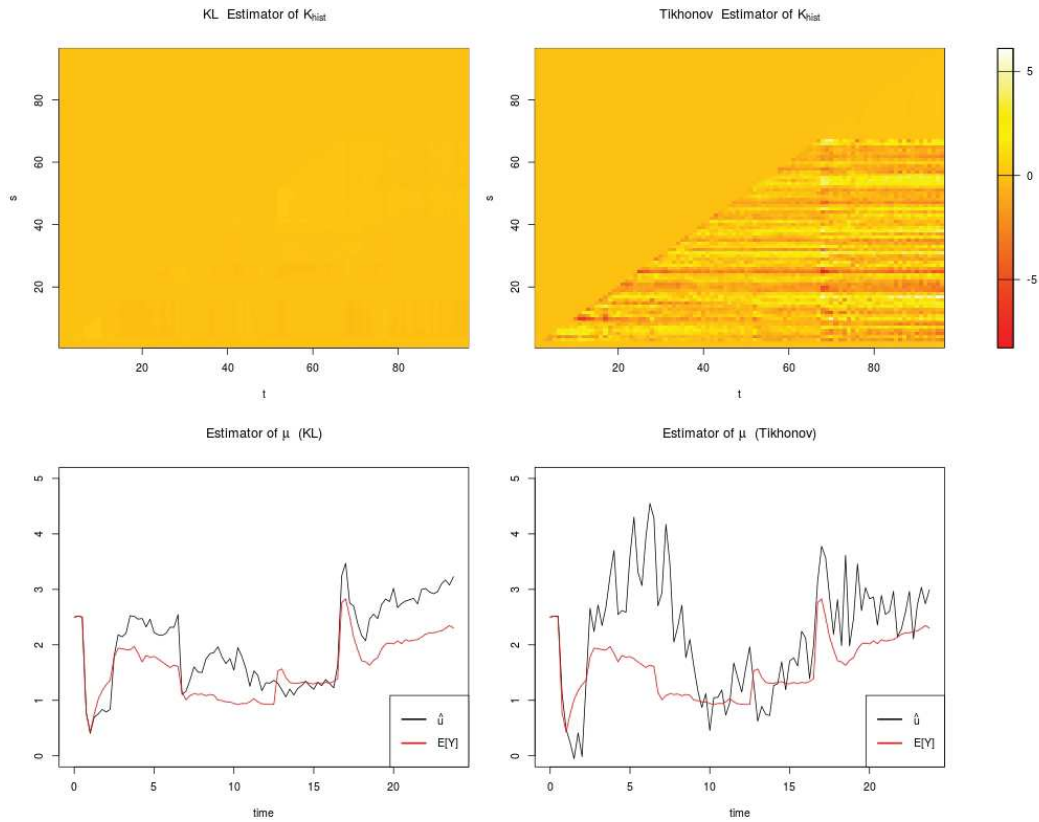 KL Estimator of K_hist
Tikhonov Estimator of K_hist
s
80
60
40
20
20 40 60 80
t
s
80
60
40
20
20 40 60 80
t
5
0
-5
Estimator of μ (KL)
Estimator of μ (Tikhonov)
5
4
3
2
1
0
0 5 10 15 20
time
û
E[Y]
5
4
3
2
1
0
0 5 10 15 20
time
û
E[Y]